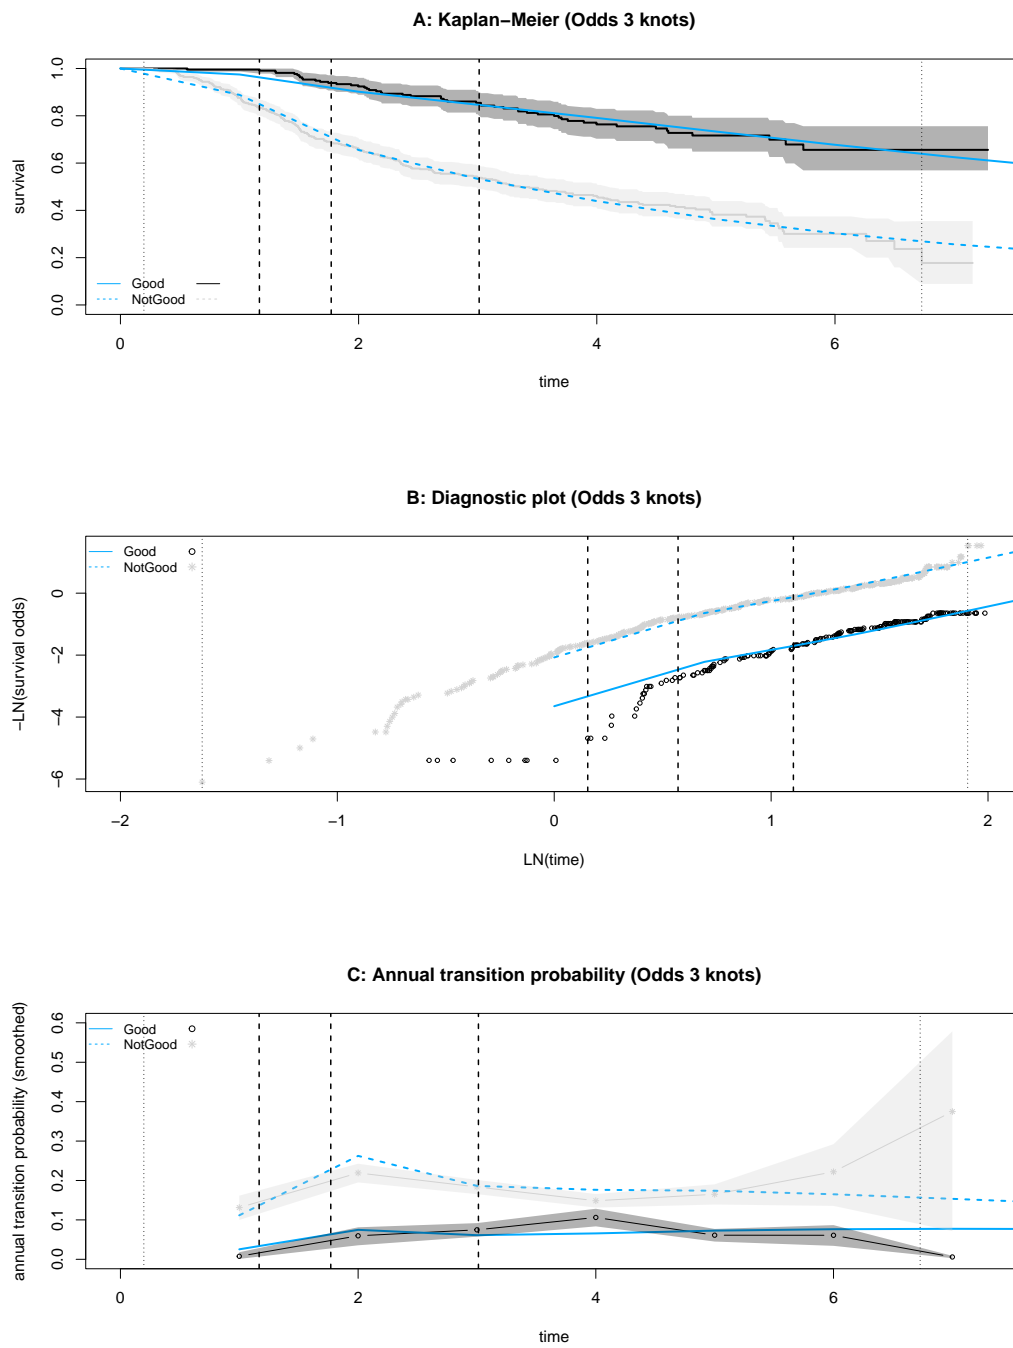 A: Kaplan−Meier (Odds 3 knots)
survival
1.0
0.8
0.6
0.4
0.2
0.0
Good
NotGood
0 2 4 6
time
B: Diagnostic plot (Odds 3 knots)
−LN(survival odds)
Good
NotGood
0
−2
−4
−6
−2 −1 0 1 2
LN(time)
C: Annual transition probability (Odds 3 knots)
annual transition probability (smoothed)
Good
NotGood
0.6
0.5
0.4
0.3
0.2
0.1
0.0
0 2 4 6
time